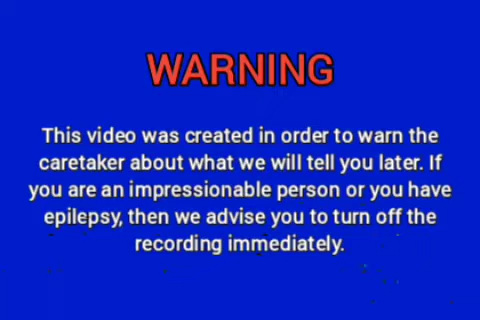 WARNING
This video was created in order to warn the
caretaker about what we will tell you later. If
you are an impressionable person or you have
epilepsy, then we advise you to turn off the
recording immediately.